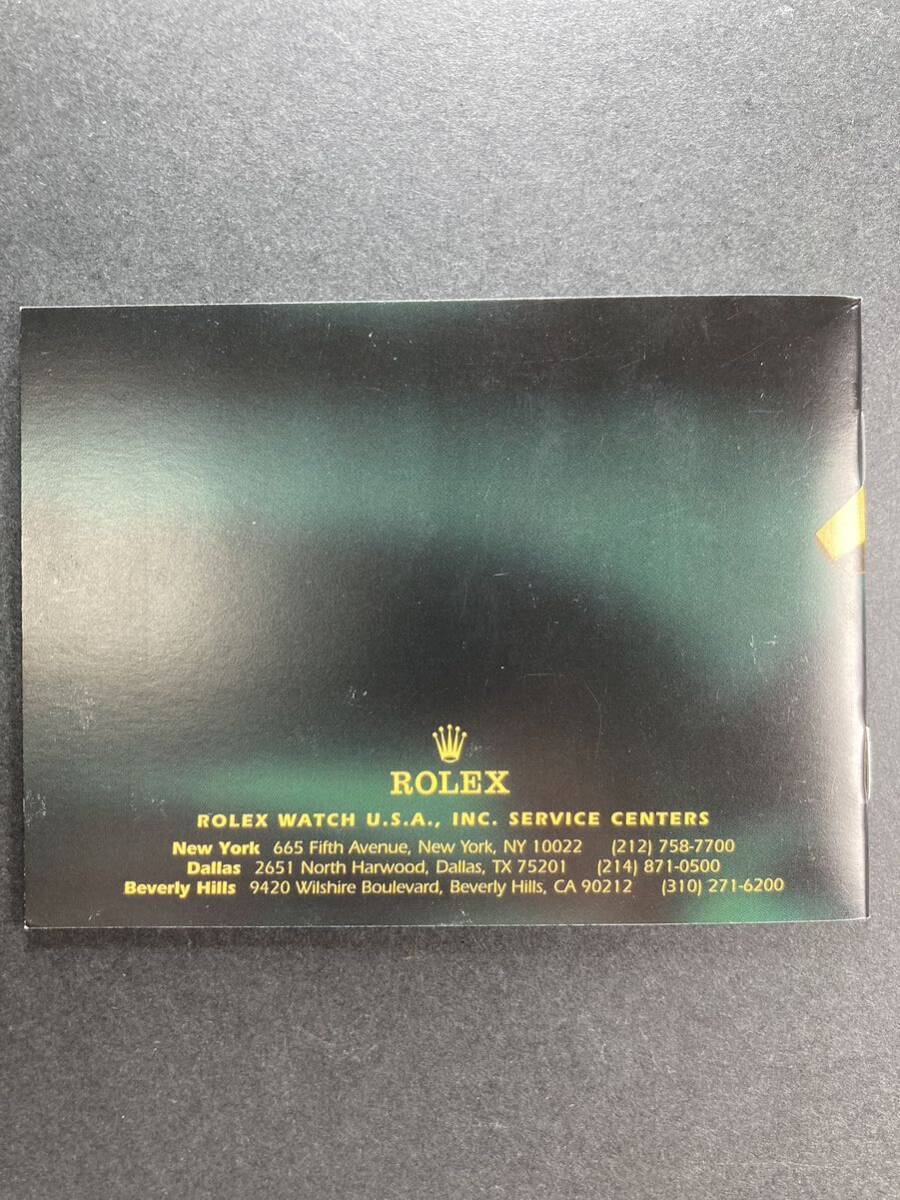 ROLEX
ROLEX WATCH U.S.A., INC. SERVICE CENTERS
New York 665 Fifth Avenue, New York, NY 10022 (212) 758-7700
Dallas 2651 North Harwood, Dallas, TX 75201 (214) 871-0500
Beverly Hills 9420 Wilshire Boulevard, Beverly Hills, CA 90212 (310) 271-6200